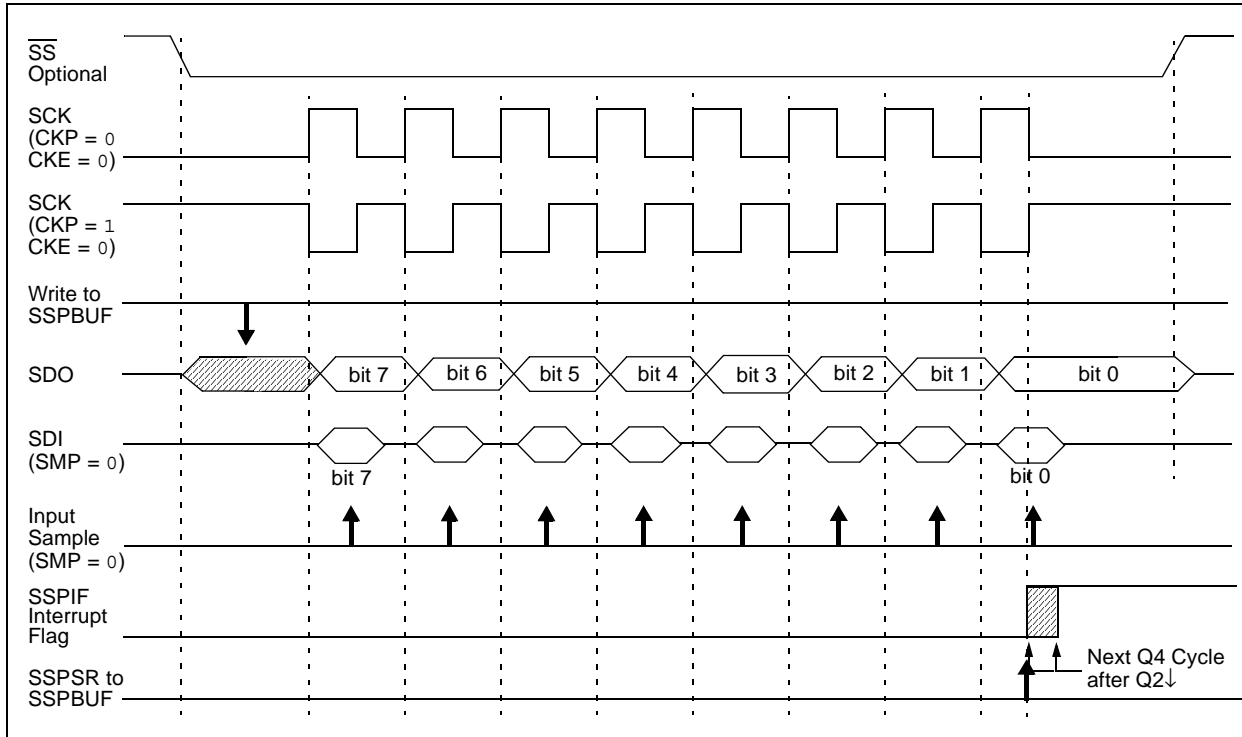 SS
Optional
SCK
(CKP = 0
CKE = 0)
SCK
(CKP = 1
CKE = 0)
Write to
SSPBUF
SDO
bit 7
bit 6
bit 5
bit 4
bit 3
bit 2
bit 1
bit 0
SDI
(SMP = 0)
bit 7
bit 0
Input
Sample
(SMP = 0)
SSPIF
Interrupt
Flag
Next Q4 Cycle
after Q2↓
SSPSR to
SSPBUF